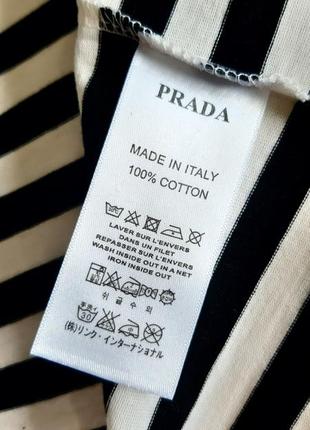 PRADA
MADE IN ITALY
100% COTTON
LAVER SUR L'ENVERS
DANS UN FILET
REPASSER SUR L'ENVERS
WASH INSIDE OUT IN A NET
IRON INSIDE OUT
쉬 글 수 의
30
(株)リンク・インターナショナル